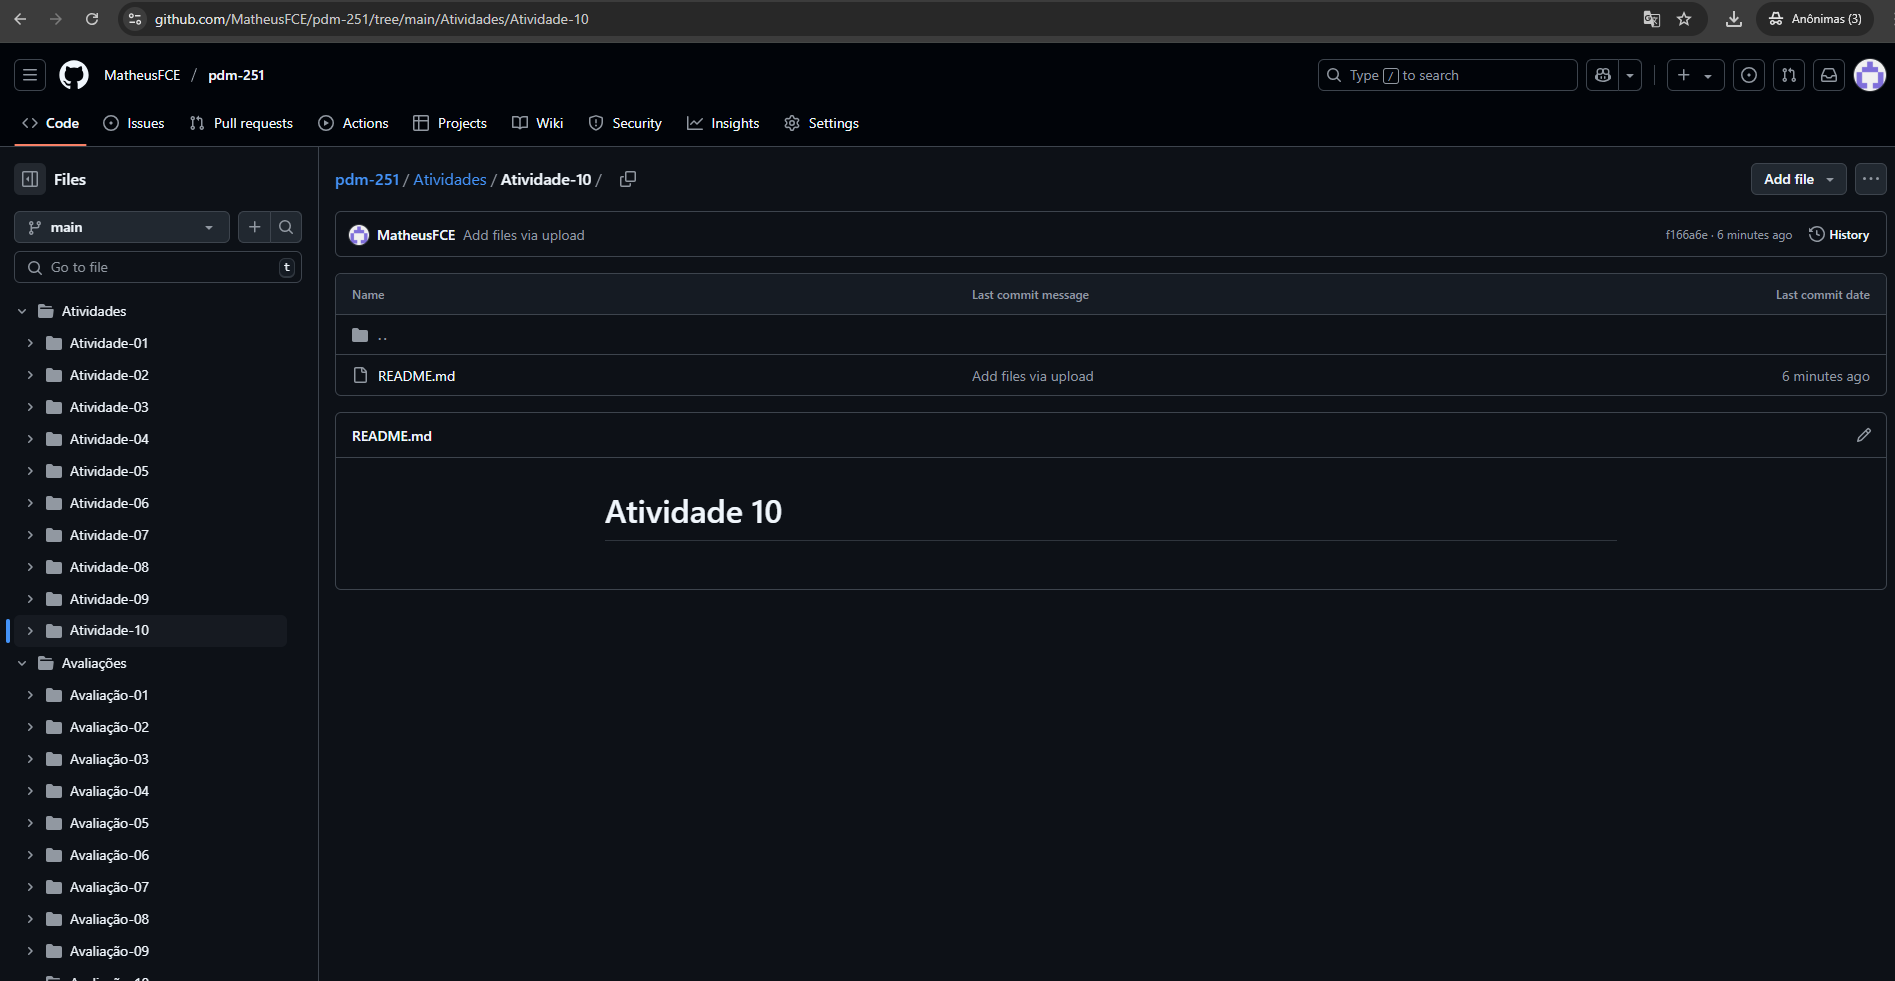 github.com/MatheusFCE/pdm-251/tree/main/Atividades/Atividade-10
Anônimas (3)
MatheusFCE / pdm-251
Type / to search
Code
Issues
Pull requests
Actions
Projects
Wiki
Security
Insights
Settings
Files
main
Go to file
t
Atividades
Atividade-01
Atividade-02
Atividade-03
Atividade-04
Atividade-05
Atividade-06
Atividade-07
Atividade-08
Atividade-09
Atividade-10
Avaliações
Avaliação-01
Avaliação-02
Avaliação-03
Avaliação-04
Avaliação-05
Avaliação-06
Avaliação-07
Avaliação-08
Avaliação-09
pdm-251 / Atividades / Atividade-10 /
Add file
MatheusFCE Add files via upload
f166a6e · 6 minutes ago
History
Name Last commit message Last commit date
..
README.md Add files via upload 6 minutes ago
README.md
Atividade 10